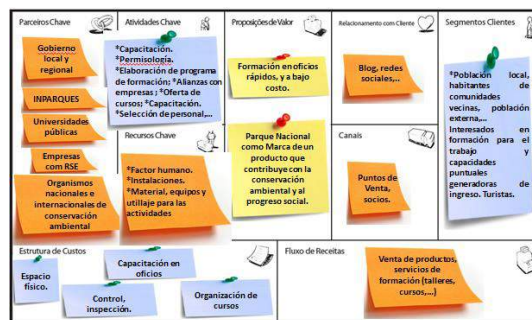 Parceiros Chave
Gobierno
local y
regional
INPARQUES
Universidades
públicas
Empresas
com RSE
Organismos
nacionales e
internacionales de
conservación
ambiental
Atividades Chave
*Capacitación.
*Permisología.
*Elaboración de programa
de formación; *Alianzas con
empresas ; *Oferta de
cursos; *Capacitación.
*Selección de personal,...
Recursos Chave
*Factor humano.
*Instalaciones.
*Material, equipos y
utillaje para las
actividades
Proposições de Valor
Formación en oficios
rápidos, y a bajo
costo.
Parque Nacional
como Marca de un
producto que
contribuye con la
conservación
ambiental y al
progreso social.
Relacionamento com Cliente
Blog, redes
sociales,..
Canais
Puntos de
Venta,
socios.
Segmentos Clientes
*Población local,
habitantes de
comunidades
vecinas, población
externa,...
Interesados en
formación para el
trabajo y
capacidades
puntuales
generadoras de
ingreso. Turistas.
Estrutura de Custos
Espacio
físico.
Capacitación en
oficios
Control,
inspección.
Organización de
cursos
Fluxo de Receitas
Venta de productos,
servicios de
formación (talleres,
cursos,...)